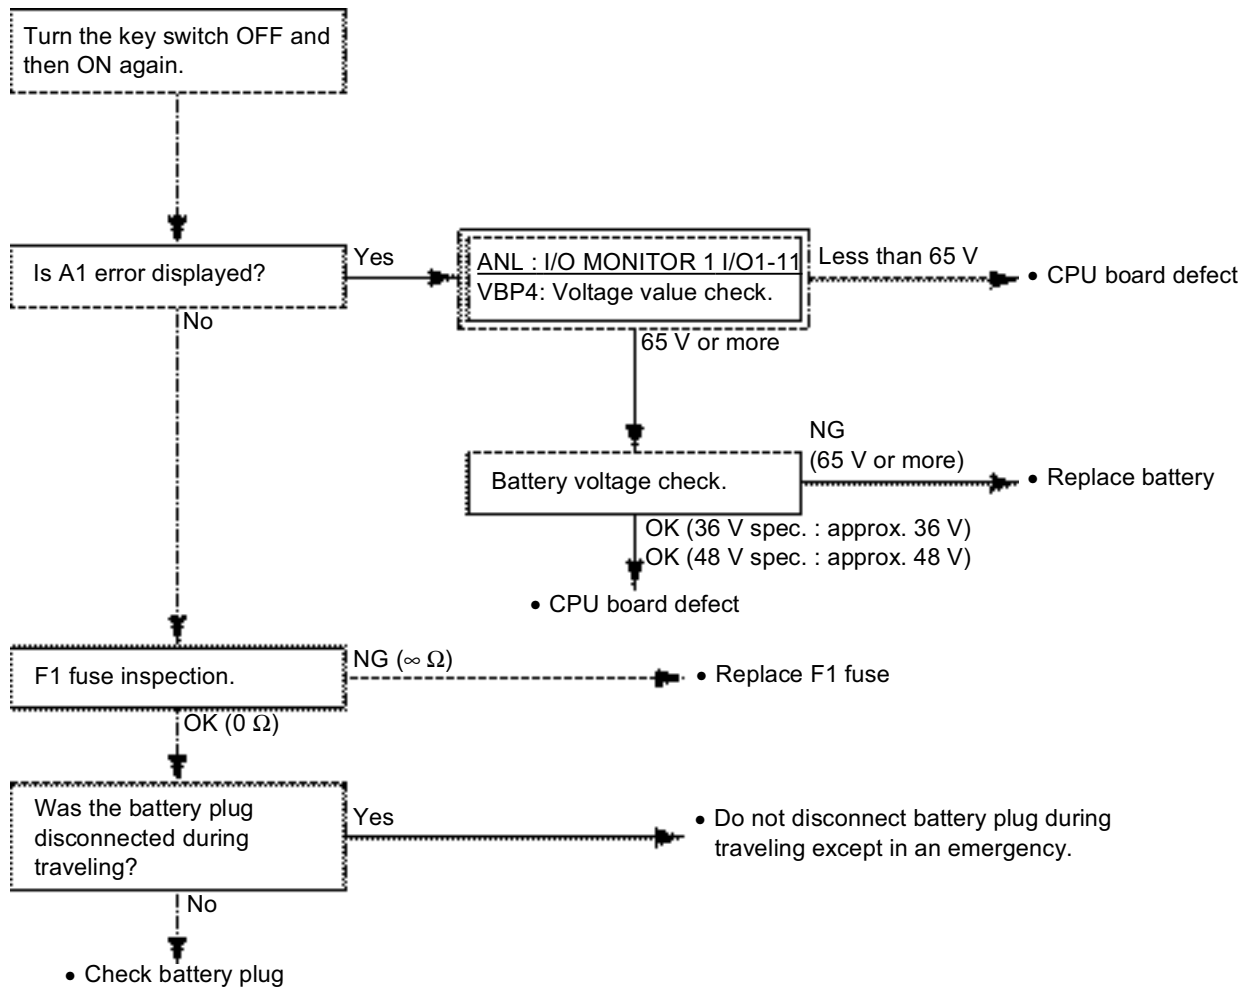 Turn the key switch OFF and
then ON again.
Is A1 error displayed?
Yes
ANL : I/O MONITOR 1 I/O1-11
VBP4: Voltage value check.
Less than 65 V
• CPU board defect
No
65 V or more
Battery voltage check.
NG
(65 V or more)
• Replace battery
OK (36 V spec. : approx. 36 V)
OK (48 V spec. : approx. 48 V)
• CPU board defect
F1 fuse inspection.
NG (∞ Ω)
• Replace F1 fuse
OK (0 Ω)
Was the battery plug
disconnected during
traveling?
Yes
• Do not disconnect battery plug during
traveling except in an emergency.
No
• Check battery plug